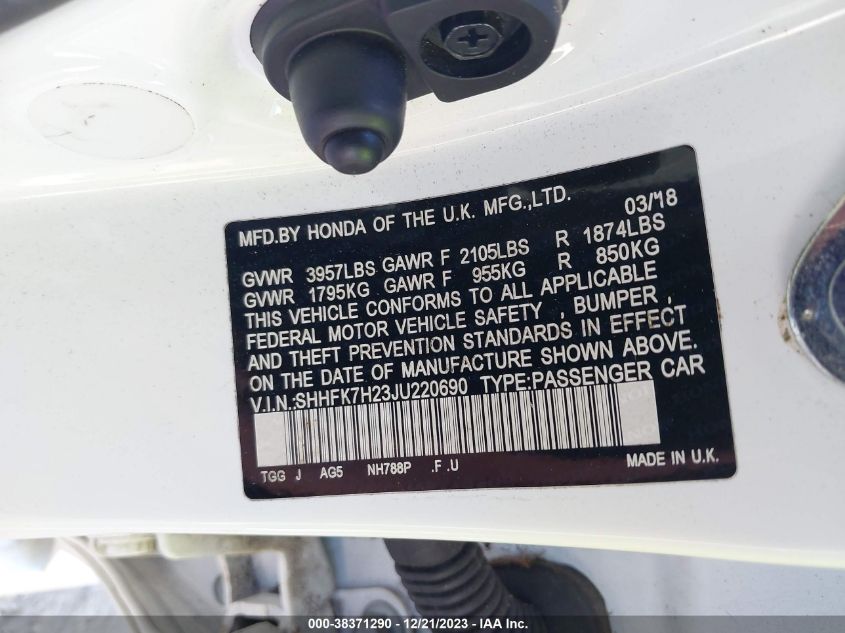 MFD.BY HONDA OF THE U.K. MFG.,LTD. 03/'18
GVWR 3957LBS GAWR F 2105LBS R 1874LBS
GVWR 1795KG GAWR F 955KG R 850KG
THIS VEHICLE CONFORMS TO ALL APPLICABLE
FEDERAL MOTOR VEHICLE SAFETY , BUMPER ,
AND THEFT PREVENTION STANDARDS IN EFFECT
ON THE DATE OF MANUFACTURE SHOWN ABOVE.
V.I.N.:SHHFK7H23JU220690 TYPE:PASSENGER CAR
TGG J AG5 NH788P .F .U MADE IN U.K.
000-38371290 - 12/21/2023 - IAA Inc.